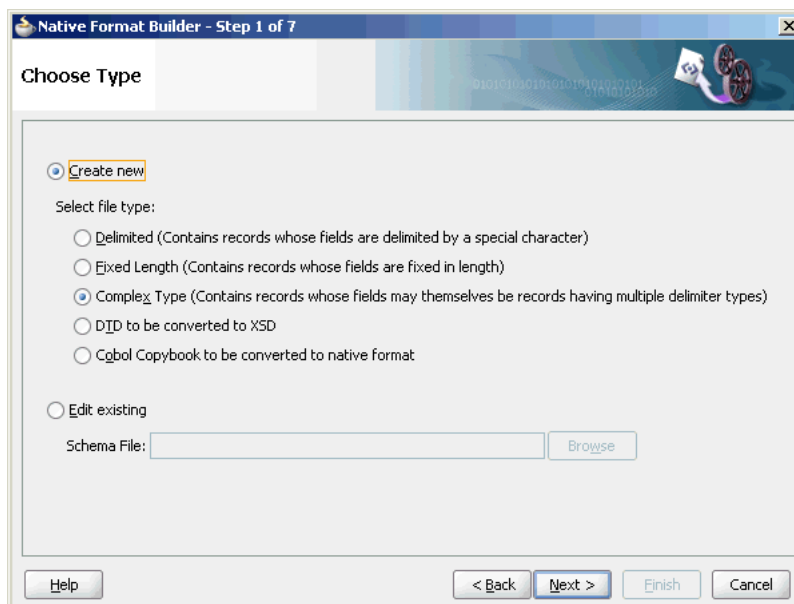 Native Format Builder - Step 1 of 7
Choose Type
Create new
Select file type:
Delimited (Contains records whose fields are delimited by a special character)
Fixed Length (Contains records whose fields are fixed in length)
Complex Type (Contains records whose fields may themselves be records having multiple delimiter types)
DTD to be converted to XSD
Cobol Copybook to be converted to native format
Edit existing
Schema File:
Browse
Help
< Back
Next >
Finish
Cancel